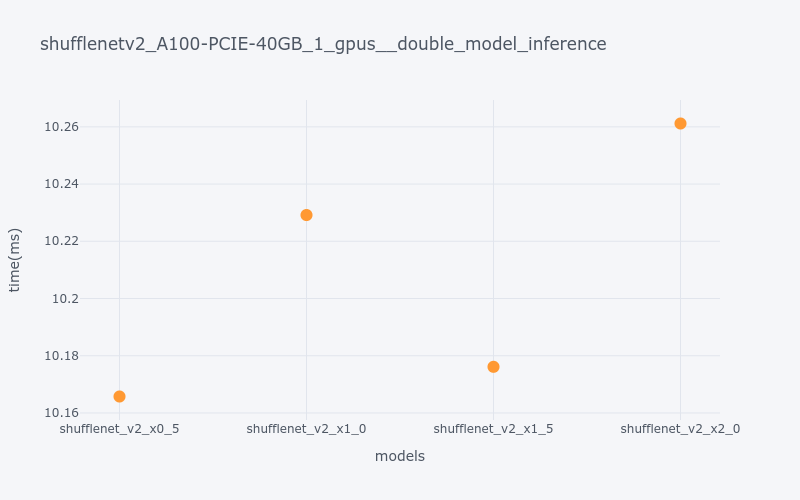 shufflenetv2_A100-PCIE-40GB_1_gpus__double_model_inference
time(ms)
10.26
10.24
10.22
10.2
10.18
10.16
shufflenet_v2_x0_5 shufflenet_v2_x1_0 shufflenet_v2_x1_5 shufflenet_v2_x2_0
models